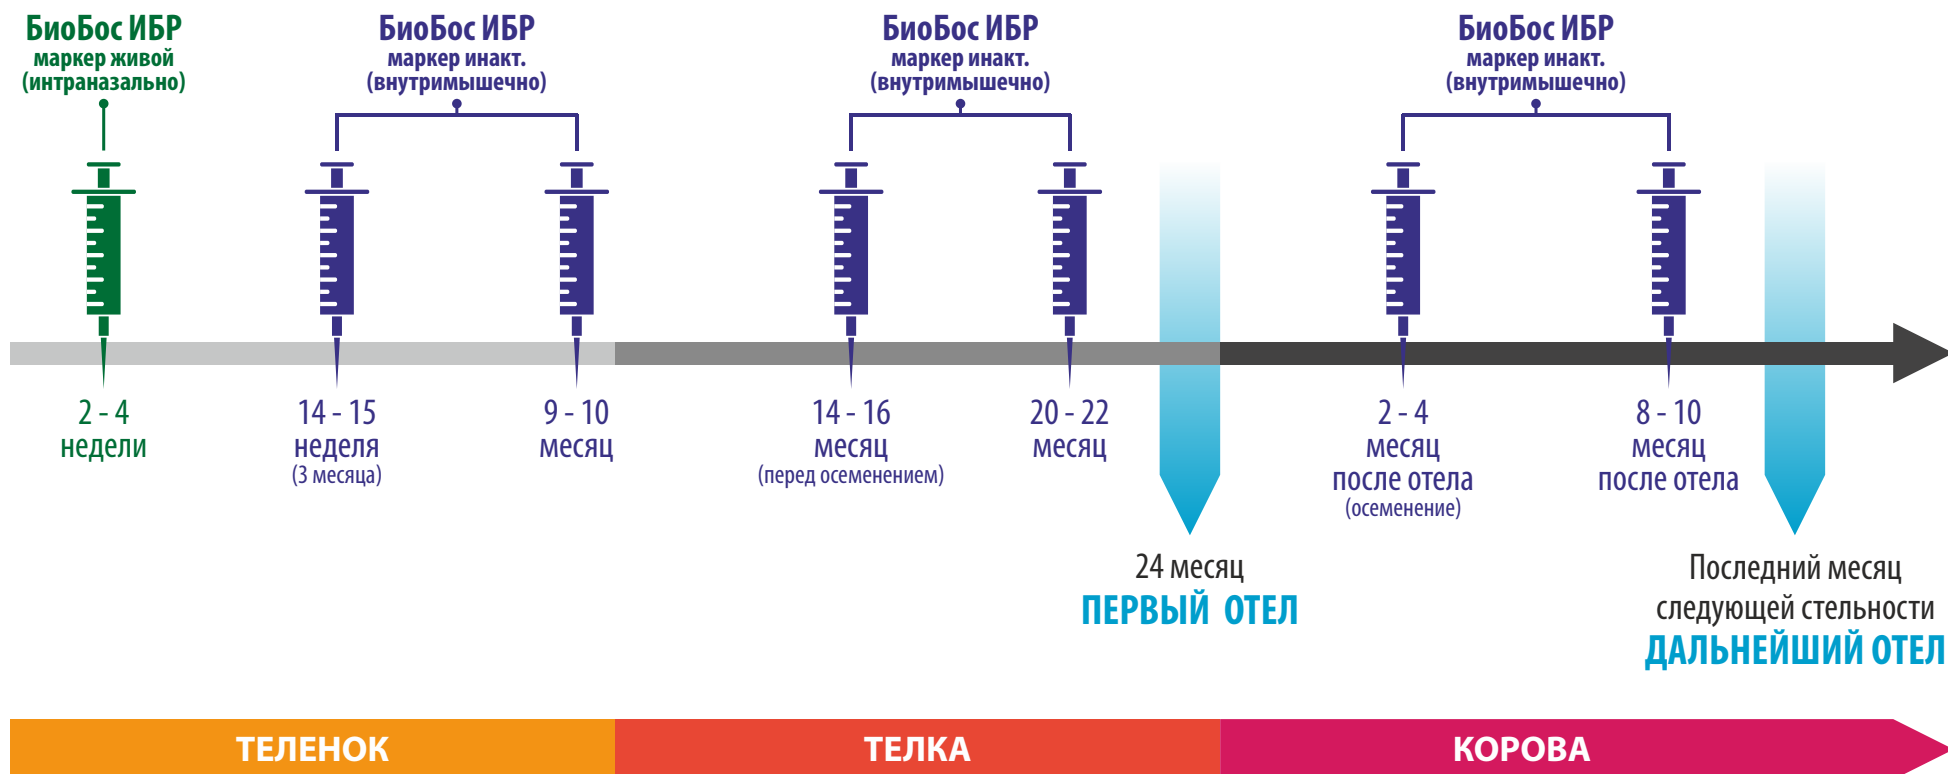 БиоБос ИБР
маркер живой
(интраназально)
БиоБос ИБР
маркер инакт.
(внутримышечно)
БиоБос ИБР
маркер инакт.
(внутримышечно)
БиоБос ИБР
маркер инакт.
(внутримышечно)
2 - 4
недели
14 - 15
неделя
(3 месяца)
9 - 10
месяц
14 - 16
месяц
(перед осеменением)
20 - 22
месяц
2 - 4
месяц
после отела
(осеменение)
8 - 10
месяц
после отела
24 месяц
ПЕРВЫЙ ОТЕЛ
Последний месяц
следующей стельности
ДАЛЬНЕЙШИЙ ОТЕЛ
ТЕЛЕНОК
ТЕЛКА
КОРОВА